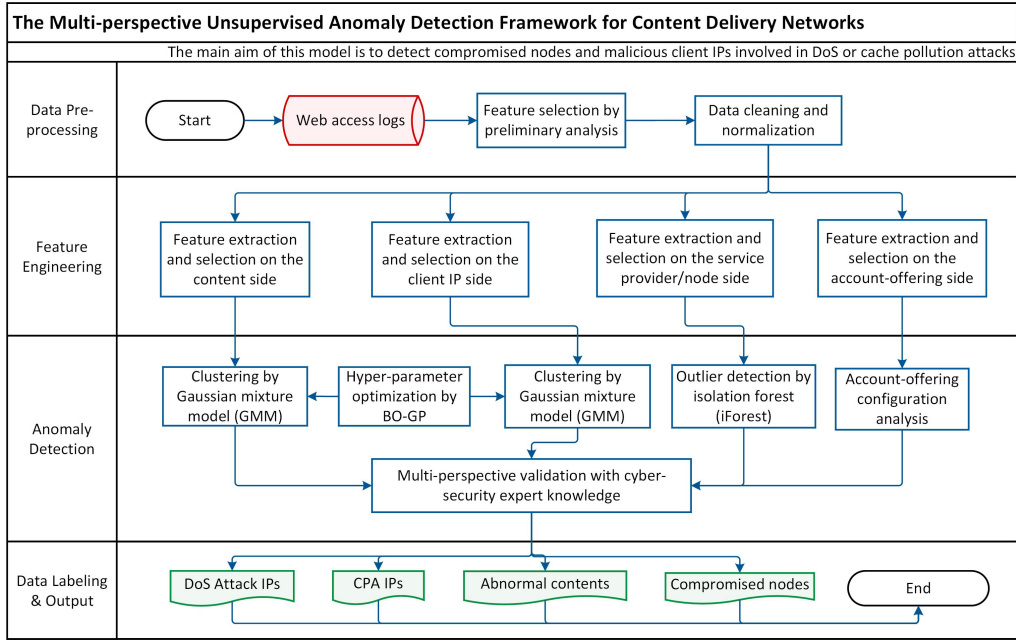 The Multi-perspective Unsupervised Anomaly Detection Framework for Content Delivery Networks
The main aim of this model is to detect compromised nodes and malicious client IPs involved in DoS or cache pollution attacks
Data Pre-
processing
Start
Web access logs
Feature selection by
preliminary analysis
Data cleaning and
normalization
Feature
Engineering
Feature extraction
and selection on the
content side
Feature extraction
and selection on the
client IP side
Feature extraction and
selection on the service
provider/node side
Feature extraction and
selection on the
account-offering side
Anomaly
Detection
Clustering by
Gaussian mixture
model (GMM)
Hyper-parameter
optimization by
BO-GP
Clustering by
Gaussian mixture
model (GMM)
Outlier detection by
isolation forest
(iForest)
Account-offering
configuration
analysis
Multi-perspective validation with cyber-
security expert knowledge
Data Labeling
& Output
DoS Attack IPs
CPA IPs
Abnormal contents
Compromised nodes
End